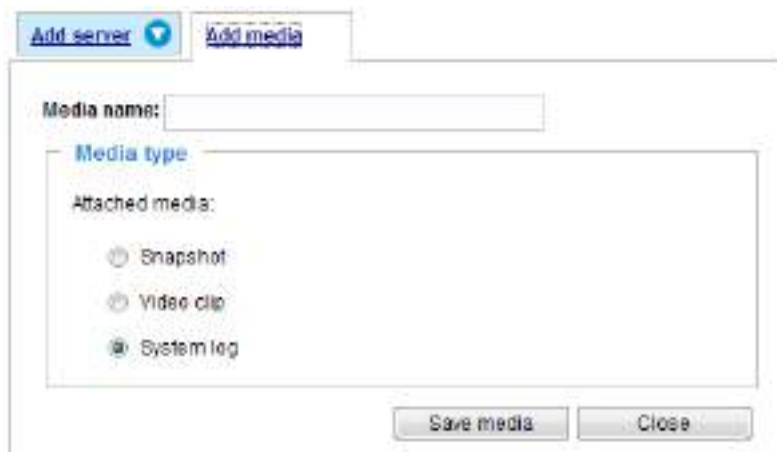 Add server Add media
Media name:
Media type
Attached media:
Snapshot
Video clip
System log
Save media Close